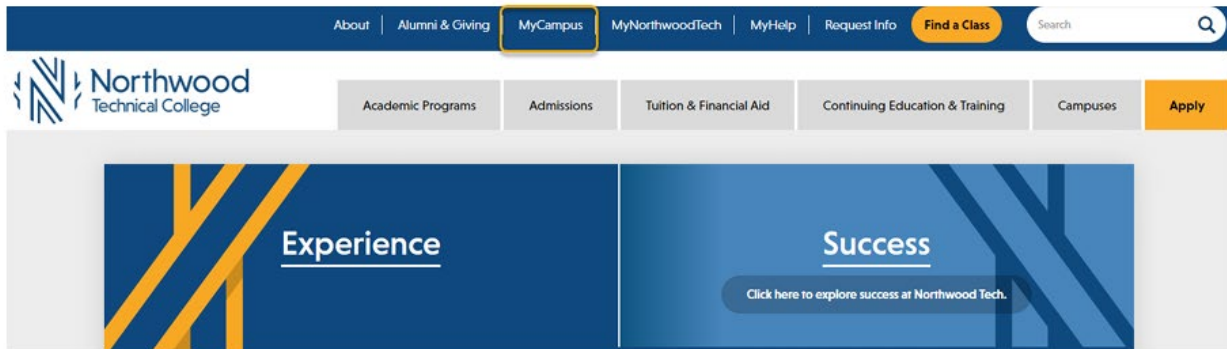 About | Alumni & Giving | MyCampus | MyNorthwoodTech | MyHelp | Request Info Find a Class Search
Northwood
Technical College
Academic Programs Admissions Tuition & Financial Aid Continuing Education & Training Campuses Apply
Experience Success
Click here to explore success at Northwood Tech.